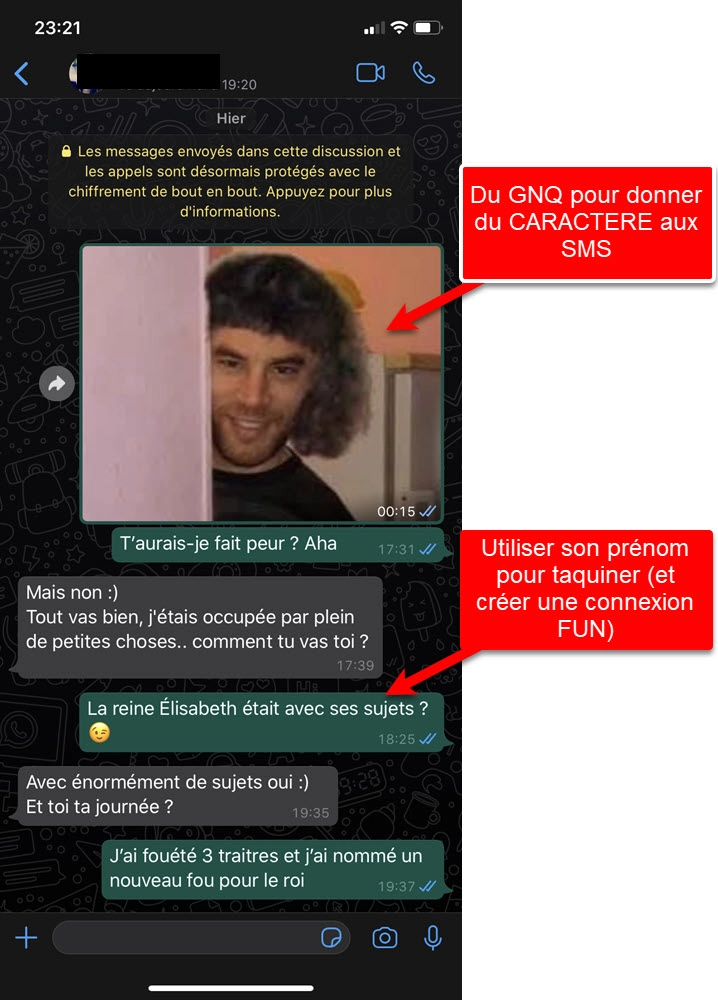 23:21
19:20
Hier
Les messages envoyés dans cette discussion et
les appels sont désormais protégés avec le
chiffrement de bout en bout. Appuyez pour plus
d'informations.
Du GNQ pour donner
du CARACTERE aux
SMS
00:15
T'aurais-je fait peur ? Aha
17:31
Utiliser son prénom
pour taquiner (et
créer une connexion
FUN)
Mais non :)
Tout vas bien, j'étais occupée par plein
de petites choses.. comment tu vas toi ?
17:39
La reine Élisabeth était avec ses sujets ?
😉
18:25
Avec énormément de sujets oui :)
Et toi ta journée ?
19:35
J'ai fouété 3 traitres et j'ai nommé un
nouveau fou pour le roi
19:37